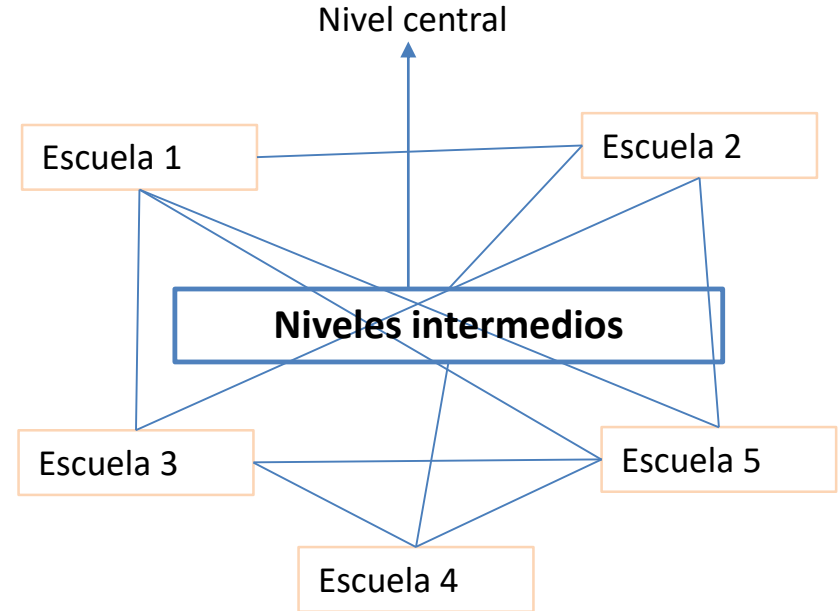 Nivel central
Escuela 1
Escuela 2
Niveles intermedios
Escuela 3
Escuela 5
Escuela 4